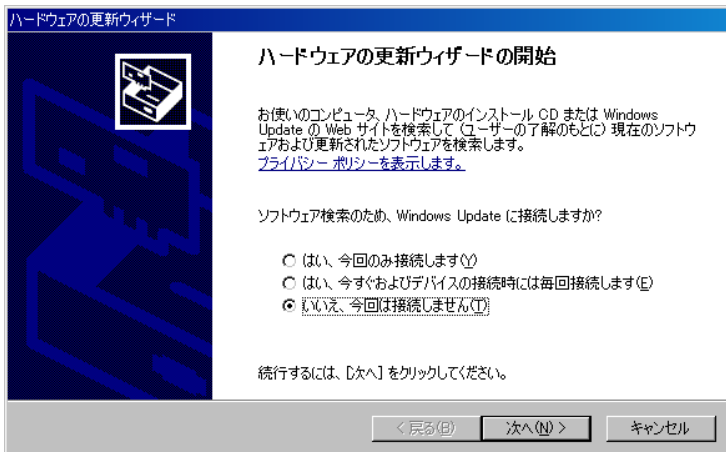 ハードウェアの更新ウィザード
ハードウェアの更新ウィザードの開始
お使いのコンピュータ、ハードウェアのインストール CD または Windows
Update の Web サイトを検索して (ユーザーの了解のもとに) 現在のソフトウ
ェアおよび更新されたソフトウェアを検索します。
プライバシー ポリシーを表示します。
ソフトウェア検索のため、Windows Update に接続しますか?
はい、今回のみ接続します(Y)
はい、今すぐおよびデバイスの接続時には毎回接続します(E)
いいえ、今回は接続しません(T)
続行するには、[次へ] をクリックしてください。
< 戻る(B) 次へ(N) > キャンセル